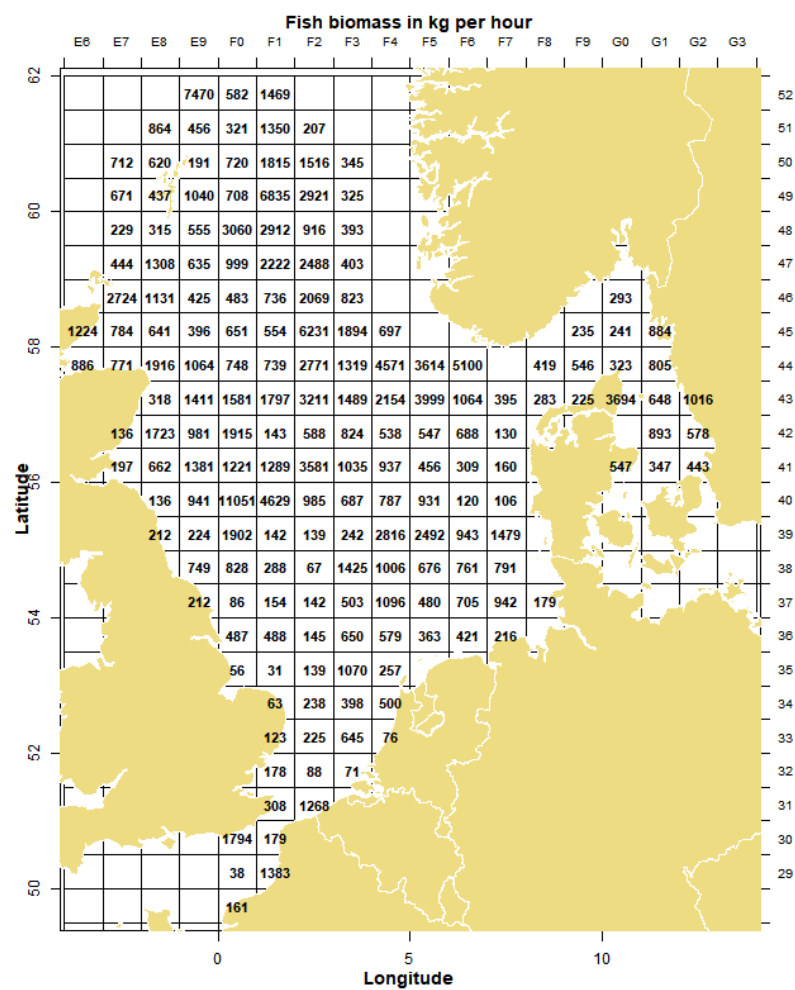 Fish biomass in kg per hour
E6 E7 E8 E9 F0 F1 F2 F3 F4 F5 F6 F7 F8 F9 G0 G1 G2 G3
62
7470 582 1469 52
864 456 321 1350 207 51
712 620 191 720 1815 1516 345 50
671 437 1040 708 6835 2921 325 49
60
229 315 555 3060 2912 916 393 48
444 1308 635 999 2222 2488 403 47
2724 1131 425 483 736 2069 823 293 46
1224 784 641 396 651 554 6231 1894 697 235 241 884 45
58
886 771 1916 1064 748 739 2771 1319 4571 3614 5100 419 546 323 805 44
318 1411 1581 1797 3211 1489 2154 3999 1064 395 283 225 3694 648 1016 43
136 1723 981 1915 143 588 824 538 547 688 130 893 578 42
197 662 1381 1221 1289 3581 1035 937 456 309 160 547 347 443 41
56
Latitude
136 941 11051 4629 985 687 787 931 120 106 40
212 224 1902 142 139 242 2816 2492 943 1479 39
749 828 288 67 1425 1006 676 761 791 38
212 86 154 142 503 1096 480 705 942 179 37
54
487 488 145 650 579 363 421 216 36
56 31 139 1070 257 35
63 238 398 500 34
123 225 645 76 33
52
178 88 71 32
308 1268 31
1794 179 30
38 1383 29
50
161
0 5 10
Longitude